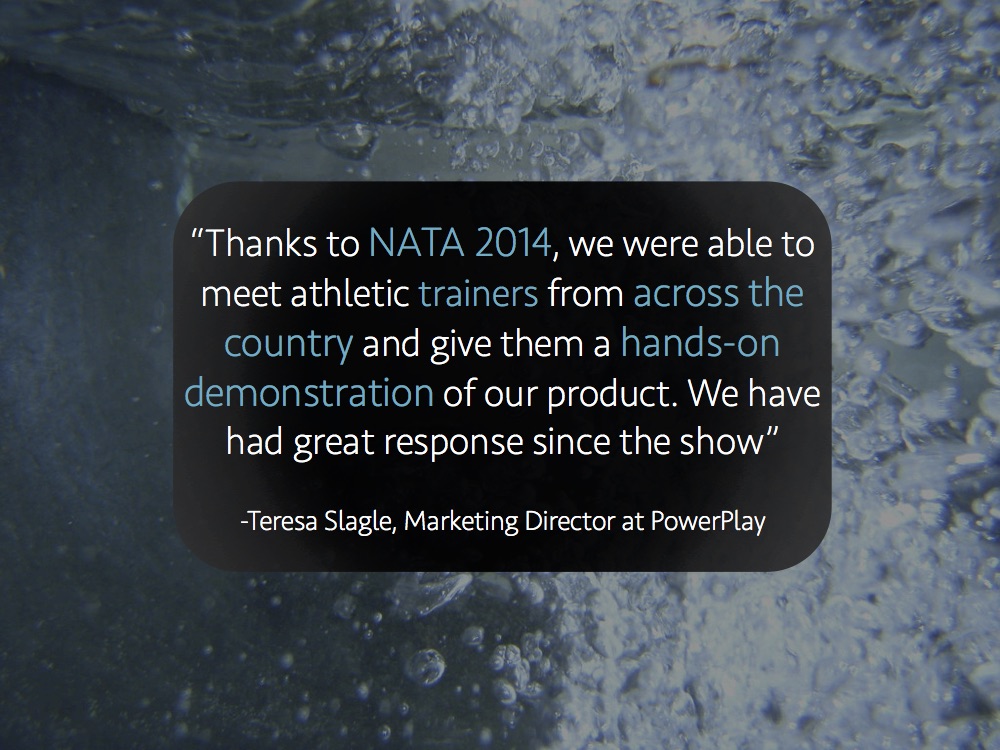 “Thanks to NATA 2014, we were able to
meet athletic trainers from across the
country and give them a hands-on
demonstration of our product. We have
had great response since the show”
-Teresa Slagle, Marketing Director at PowerPlay